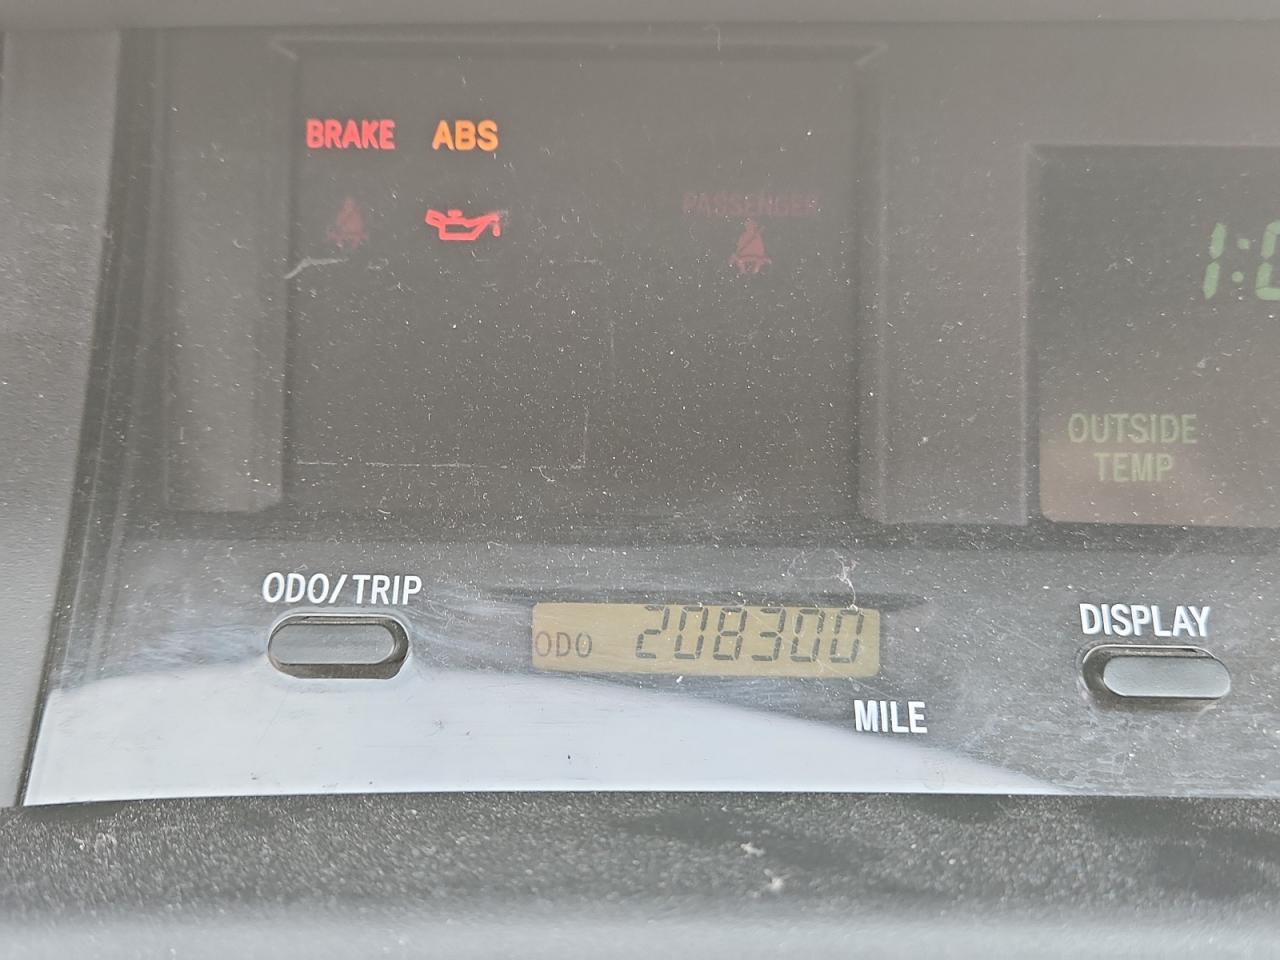 BRAKE ABS
PASSENGER
OUTSIDE
TEMP
ODO/TRIP
ODO 208300
MILE
DISPLAY